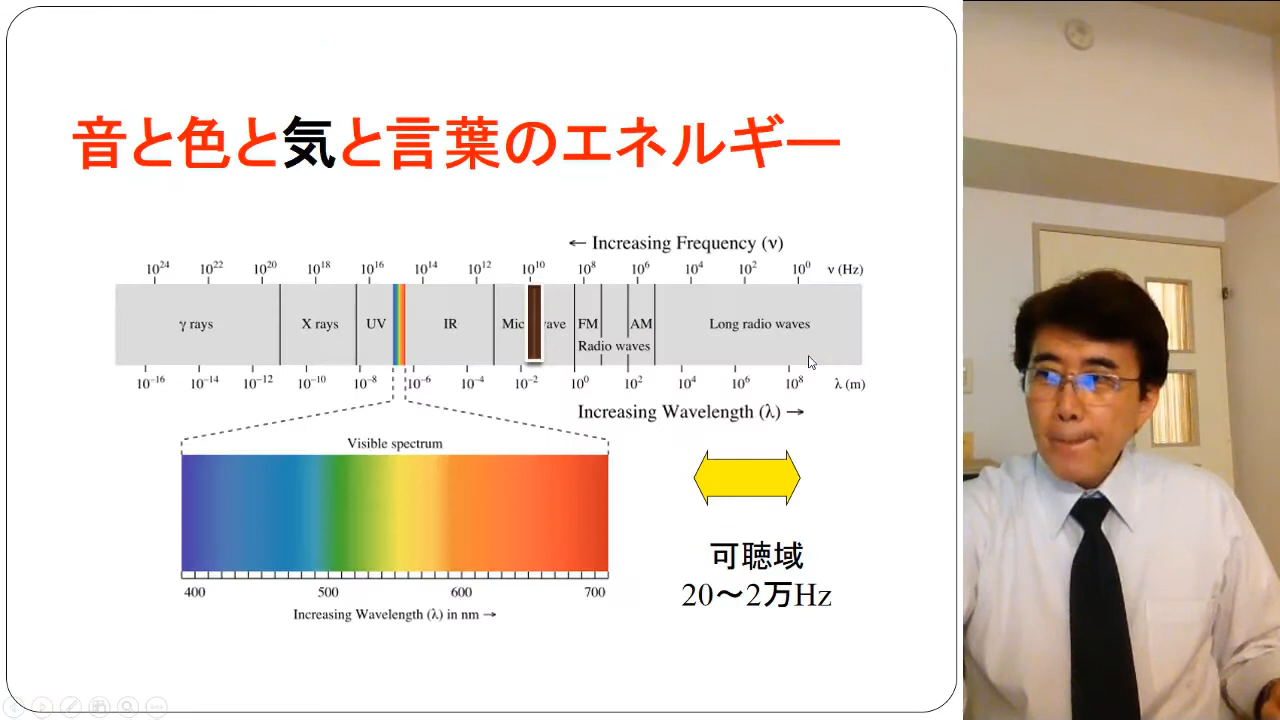 音と色と気と言葉のエネルギー
← Increasing Frequency (ν)
10²⁴ 10²² 10²⁰ 10¹⁸ 10¹⁶ 10¹⁴ 10¹² 10¹⁰ 10⁸ 10⁶ 10⁴ 10² 10⁰ ν (Hz)
γ rays X rays UV IR Mic wave FM AM Long radio waves
Radio waves
10⁻¹⁶ 10⁻¹⁴ 10⁻¹² 10⁻¹⁰ 10⁻⁸ 10⁻⁶ 10⁻⁴ 10⁻² 10⁰ 10² 10⁴ 10⁶ 10⁸ λ (m)
Increasing Wavelength (λ) →
Visible spectrum
400 500 600 700
Increasing Wavelength (λ) in nm →
可聴域
20～2万Hz